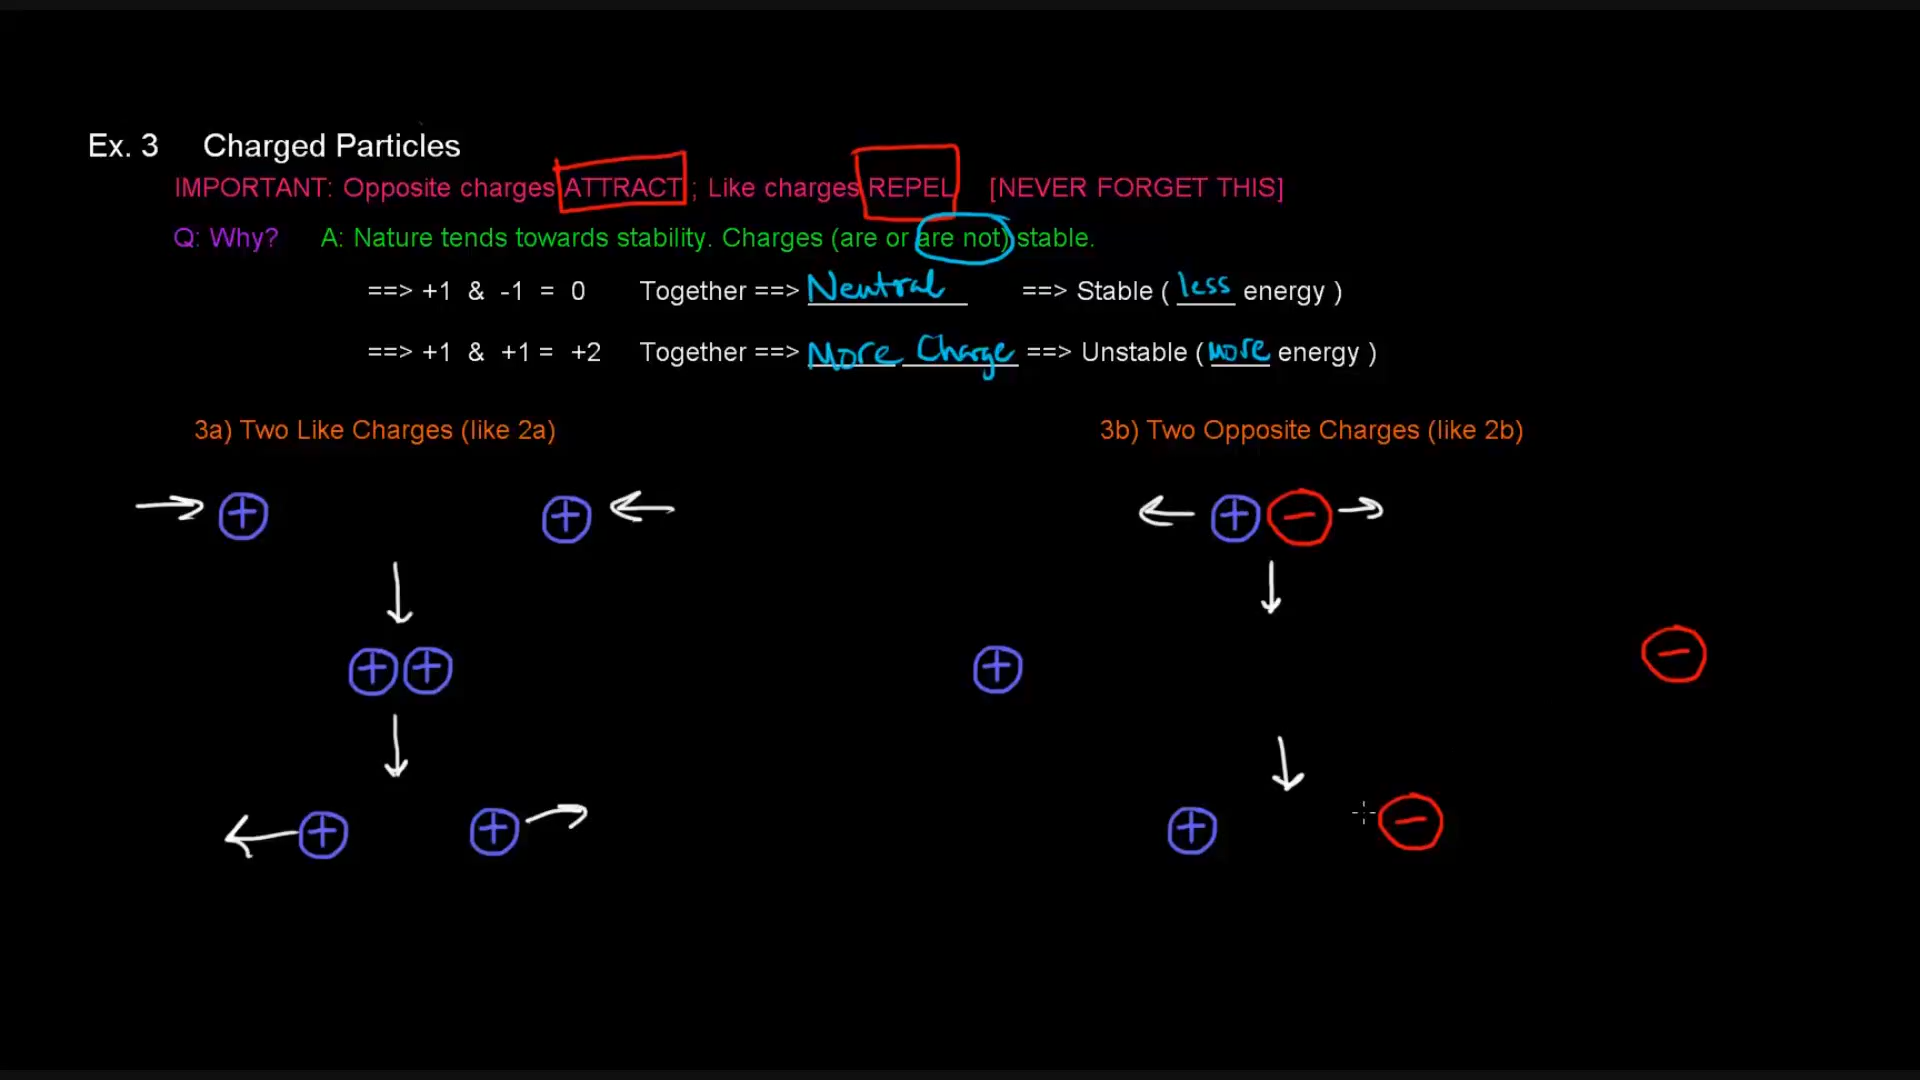 Ex. 3 Charged Particles
IMPORTANT: Opposite charges ATTRACT ; Like charges REPEL [NEVER FORGET THIS]
Q: Why? A: Nature tends towards stability. Charges (are or are not) stable.
==> +1 & -1 = 0 Together ==> Neutral ==> Stable ( less energy )
==> +1 & +1 = +2 Together ==> More Charge ==> Unstable ( more energy )
3a) Two Like Charges (like 2a) 3b) Two Opposite Charges (like 2b)
+ + + −
+ + + −
+ + + −